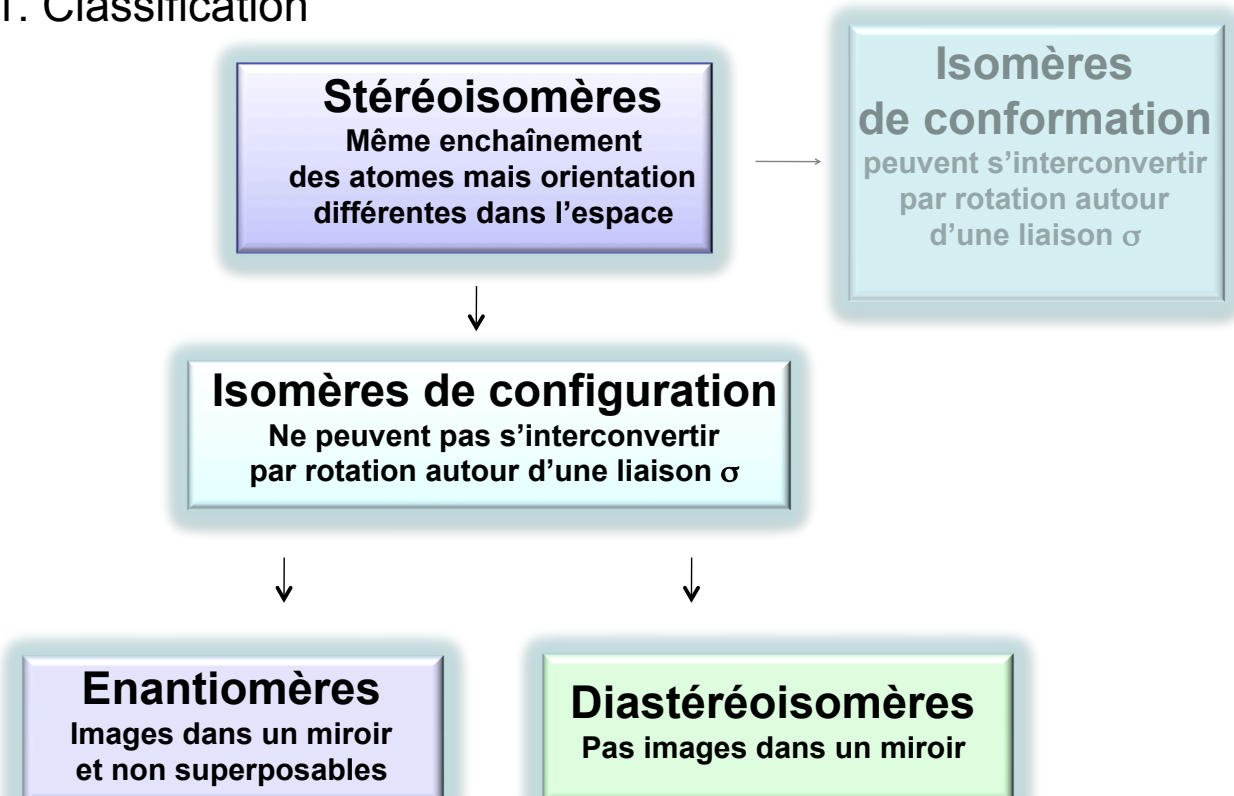 1. Classification
Stéréoisomères
Même enchaînement
des atomes mais orientation
différentes dans l’espace
Isomères
de conformation
peuvent s’interconvertir
par rotation autour
d’une liaison σ
Isomères de configuration
Ne peuvent pas s’interconvertir
par rotation autour d’une liaison σ
Enantiomères
Images dans un miroir
et non superposables
Diastéréoisomères
Pas images dans un miroir